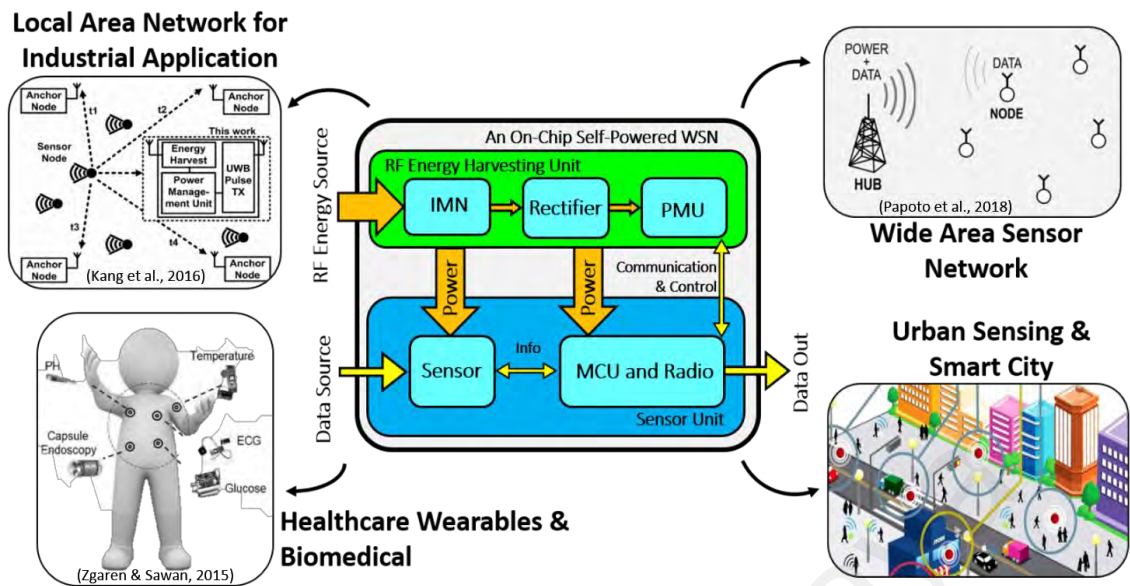 Local Area Network for
Industrial Application
Anchor
Node
t1
t2
Anchor
Node
Sensor
Node
This work
Energy
Harvest
Power
Manage-
ment Unit
UWB
Pulse
TX
t3
t4
Anchor
Node
Anchor
Node
(Kang et al., 2016)
PH
Temperature
Capsule
Endoscopy
ECG
Glucose
(Zgaren & Sawan, 2015)
Healthcare Wearables &
Biomedical
RF Energy Source
Data Source
An On-Chip Self-Powered WSN
RF Energy Harvesting Unit
IMN
Rectifier
PMU
Power
Power
Communication
& Control
Sensor
Info
MCU and Radio
Sensor Unit
Data Out
POWER
+
DATA
DATA
NODE
HUB
(Papoto et al., 2018)
Wide Area Sensor
Network
Urban Sensing &
Smart City